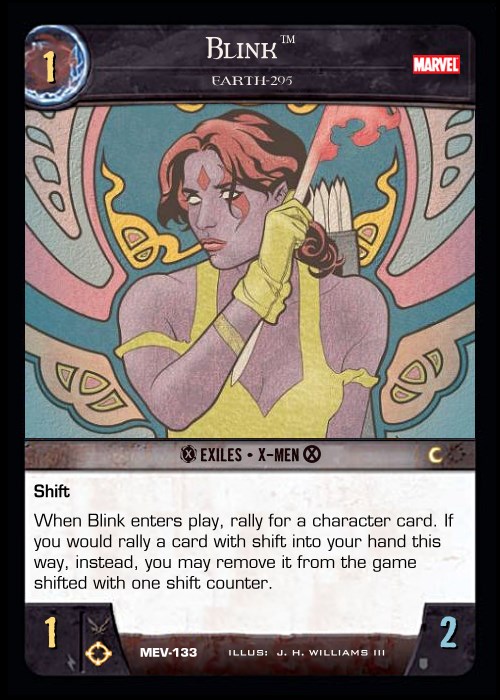 1
BLINK™
EARTH-295
MARVEL
EXILES • X-MEN
C
Shift
When Blink enters play, rally for a character card. If
you would rally a card with shift into your hand this
way, instead, you may remove it from the game
shifted with one shift counter.
1
MEV-133
ILLUS: J. H. WILLIAMS III
2